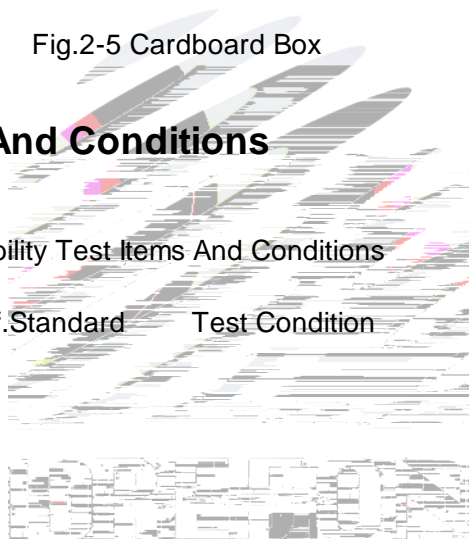 Fig.2-5 Cardboard Box
And Conditions
bility Test Items And Conditions
f.Standard Test Condition